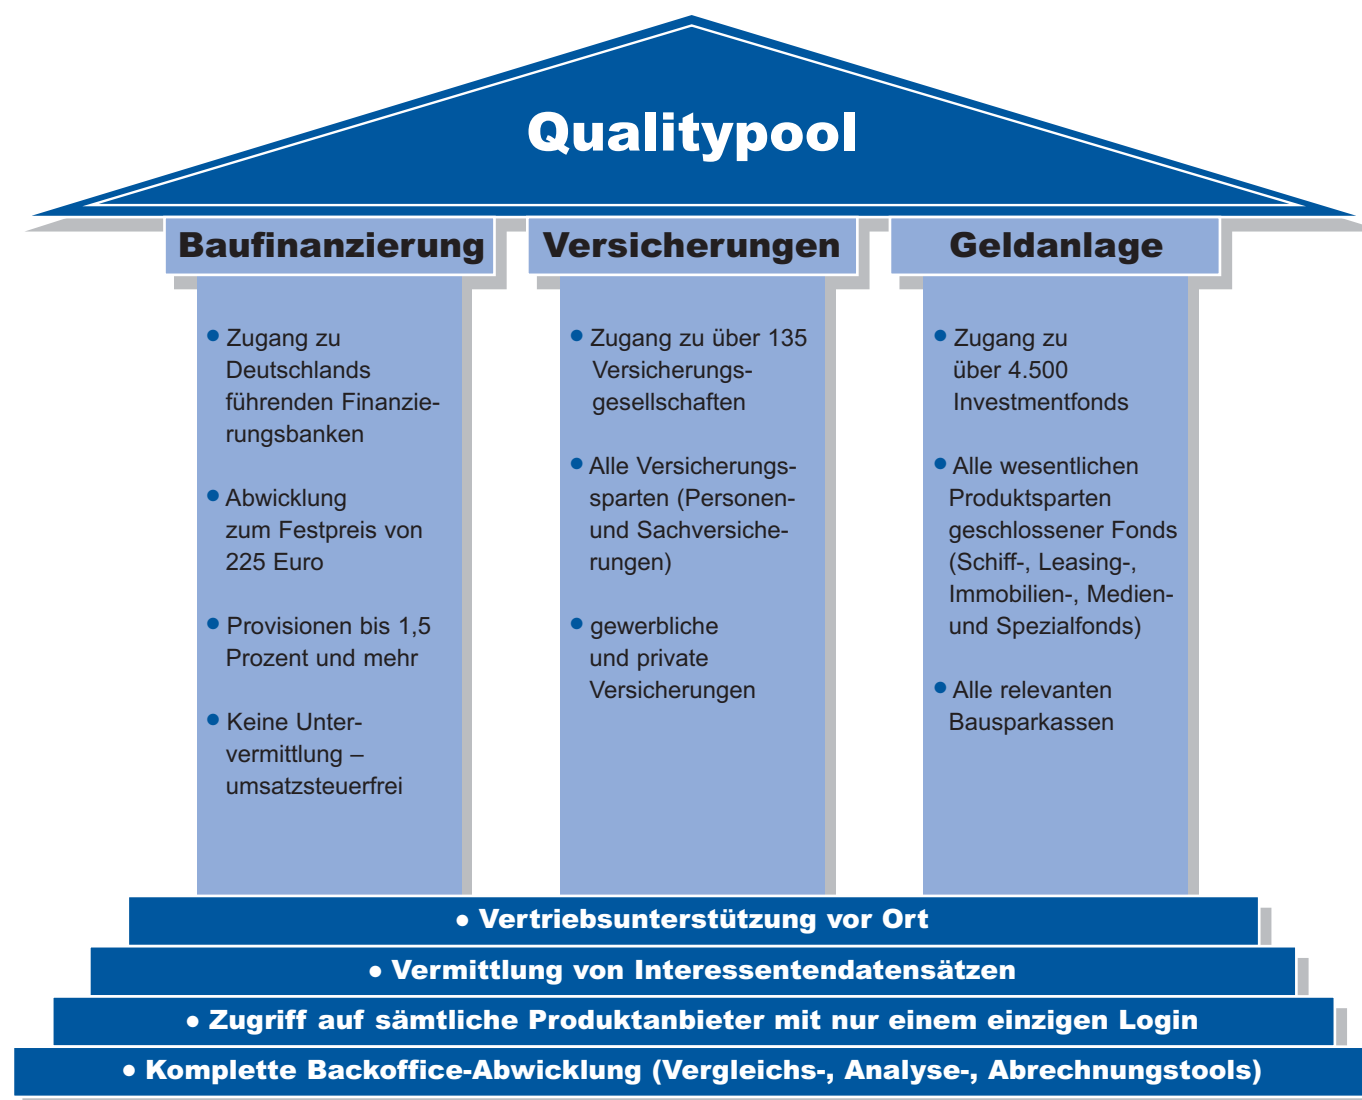 Qualitypool
Baufinanzierung
• Zugang zu
Deutschlands
führenden Finanzie-
rungsbanken
• Abwicklung
zum Festpreis von
225 Euro
• Provisionen bis 1,5
Prozent und mehr
• Keine Unter-
vermittlung –
umsatzsteuerfrei
Versicherungen
• Zugang zu über 135
Versicherungs-
gesellschaften
• Alle Versicherungs-
sparten (Personen-
und Sachversiche-
rungen)
• gewerbliche
und private
Versicherungen
Geldanlage
• Zugang zu
über 4.500
Investmentfonds
• Alle wesentlichen
Produktsparten
geschlossener Fonds
(Schiff-, Leasing-,
Immobilien-, Medien-
und Spezialfonds)
• Alle relevanten
Bausparkassen
• Vertriebsunterstützung vor Ort
• Vermittlung von Interessentendatensätzen
• Zugriff auf sämtliche Produktanbieter mit nur einem einzigen Login
• Komplette Backoffice-Abwicklung (Vergleichs-, Analyse-, Abrechnungstools)